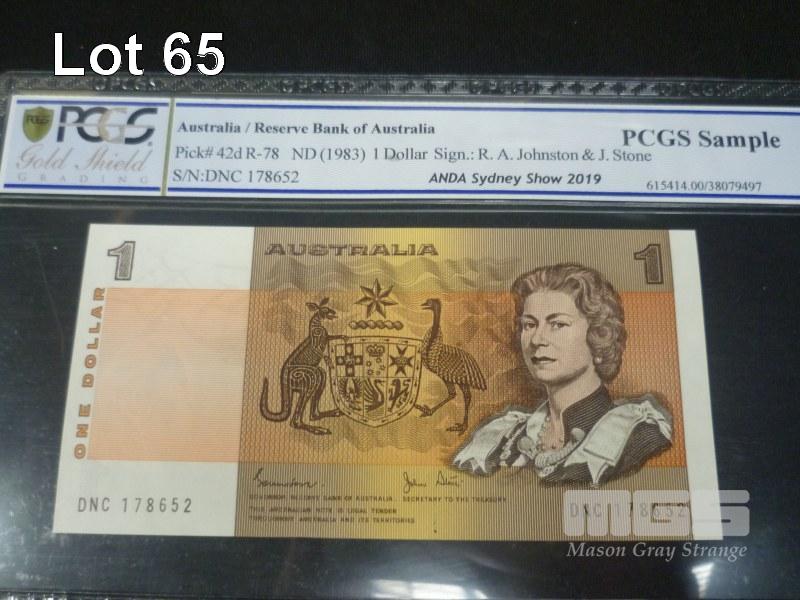 Lot 65
PCGS
Gold Shield
GRADING
Australia / Reserve Bank of Australia
PCGS Sample
Pick# 42d R-78 ND (1983) 1 Dollar Sign.: R. A. Johnston & J. Stone
S/N:DNC 178652
ANDA Sydney Show 2019
615414.00/38079497
1
AUSTRALIA
1
ONE DOLLAR
GOVERNOR RESERVE BANK OF AUSTRALIA. SECRETARY TO THE TREASURY
THIS AUSTRALIAN NOTE IS LEGAL TENDER
THROUGHOUT AUSTRALIA AND ITS TERRITORIES
DNC 178652
DNC 178652
MGS
Mason Gray Strange